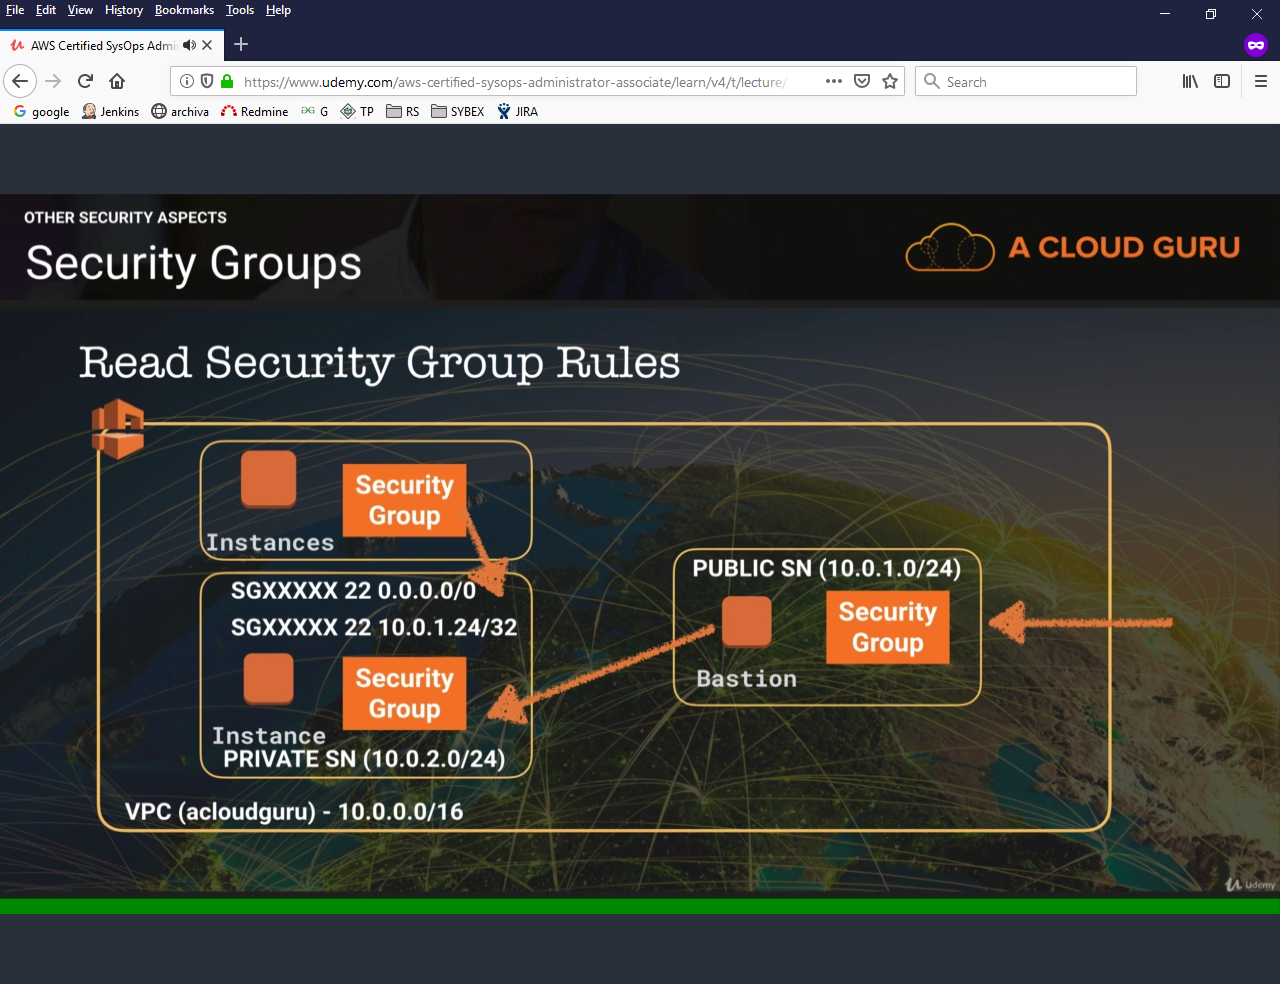 File Edit View History Bookmarks Tools Help
AWS Certified SysOps Admi
https://www.udemy.com/aws-certified-sysops-administrator-associate/learn/v4/t/lecture/
Search
google Jenkins archiva Redmine G TP RS SYBEX JIRA
OTHER SECURITY ASPECTS
Security Groups
A CLOUD GURU
Read Security Group Rules
Security
Group
Instances
SGXXXXX 22 0.0.0.0/0
SGXXXXX 22 10.0.1.24/32
Security
Group
Instance
PRIVATE SN (10.0.2.0/24)
PUBLIC SN (10.0.1.0/24)
Security
Group
Bastion
VPC (acloudguru) - 10.0.0.0/16
Udemy